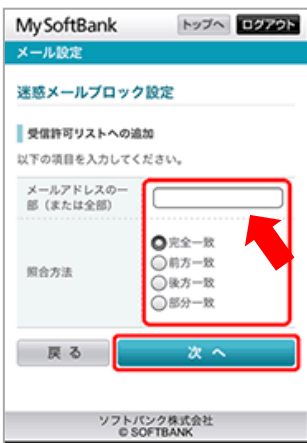 My SoftBank
トップへ ログアウト
メール設定
迷惑メールブロック設定
受信許可リストへの追加
以下の項目を入力してください。
メールアドレスの一
部（または全部）
照合方法
完全一致
前方一致
後方一致
部分一致
戻る
次へ
ソフトバンク株式会社
© SOFTBANK